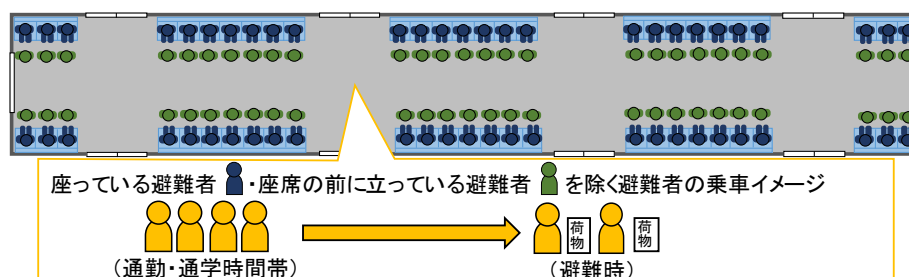 座っている避難者・座席の前に立っている避難者を除く避難者の乗車イメージ
荷物
荷物
(通勤・通学時間帯)
(避難時)